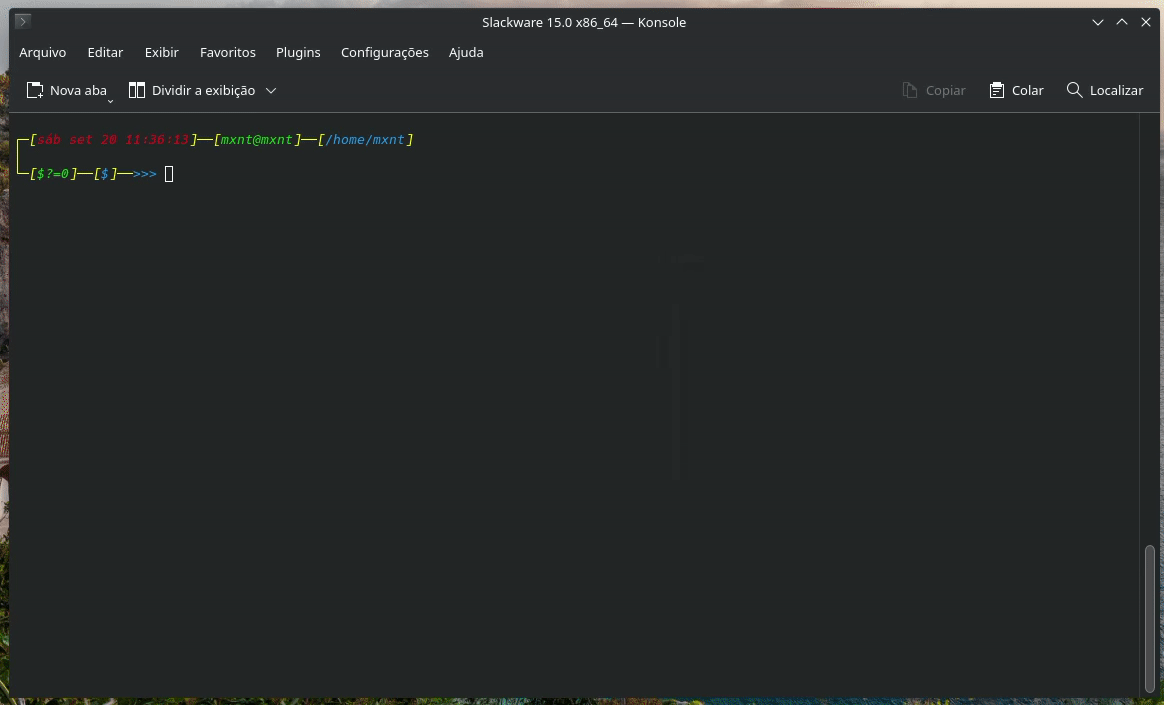 Slackware 15.0 x86_64 — Konsole
Arquivo Editar Exibir Favoritos Plugins Configurações Ajuda
Nova aba Dividir a exibição Copiar Colar Localizar
┌─[sáb set 28 11:36:13]──[mxnt@mxnt]──[/home/mxnt]
└─[$?=0]──[$]──>>>